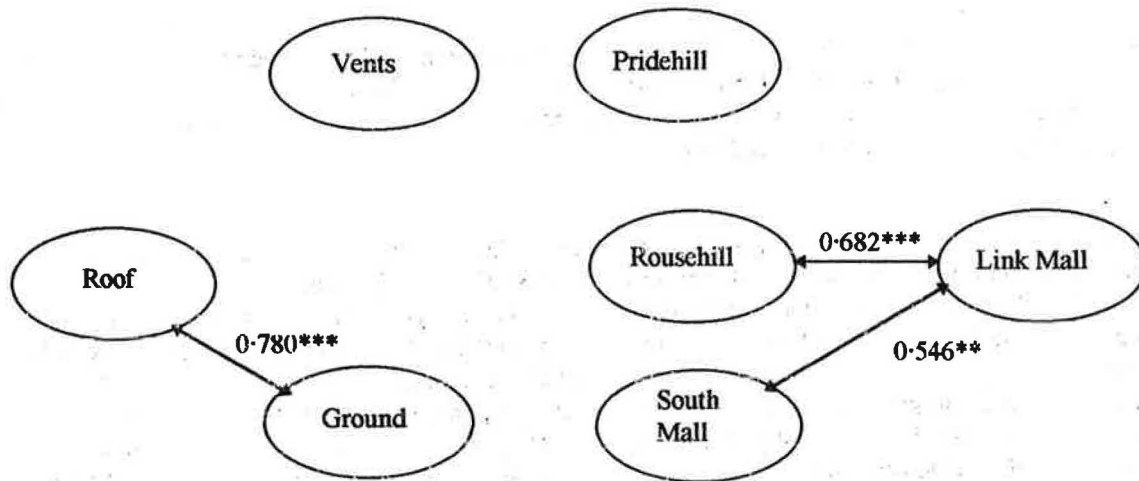 Vents
Pridehill
Rousehill
0·682***
Link Mall
Roof
0·780***
0·546**
Ground
South
Mall